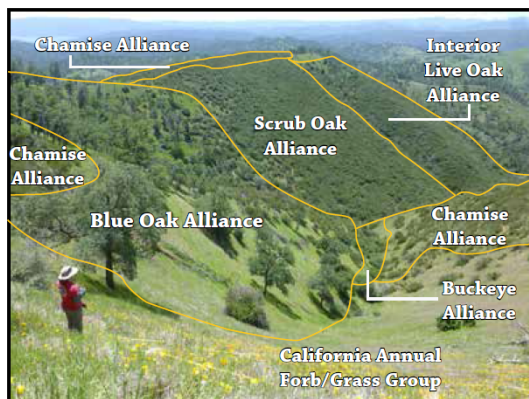 Chamise Alliance
Interior
Live Oak
Alliance
Scrub Oak
Alliance
Chamise
Alliance
Blue Oak Alliance
Chamise
Alliance
Buckeye
Alliance
California Annual
Forb/Grass Group